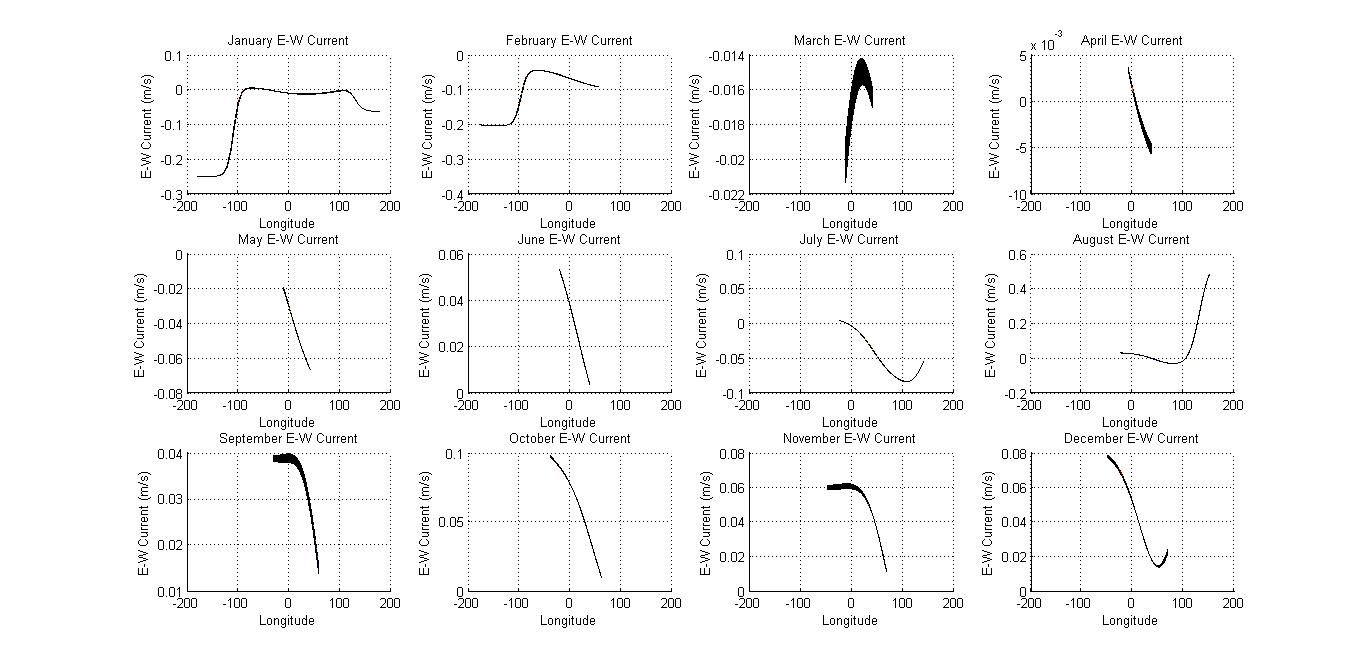 January E-W Current
February E-W Current
March E-W Current
April E-W Current
0.1
0
-0.1
-0.2
-0.3
E-W Current (m/s)
-200 -100 0 100 200
Longitude
0
-0.1
-0.2
-0.3
-0.4
E-W Current (m/s)
-200 -100 0 100 200
Longitude
-0.014
-0.016
-0.018
-0.02
-0.022
E-W Current (m/s)
-200 -100 0 100 200
Longitude
x 10^-3
5
0
-5
-10
E-W Current (m/s)
-200 -100 0 100 200
Longitude
May E-W Current
June E-W Current
July E-W Current
August E-W Current
0
-0.02
-0.04
-0.06
-0.08
E-W Current (m/s)
-200 -100 0 100 200
Longitude
0.06
0.04
0.02
0
E-W Current (m/s)
-200 -100 0 100 200
Longitude
0.1
0.05
0
-0.05
-0.1
E-W Current (m/s)
-200 -100 0 100 200
Longitude
0.6
0.4
0.2
0
-0.2
E-W Current (m/s)
-200 -100 0 100 200
Longitude
September E-W Current
October E-W Current
November E-W Current
December E-W Current
0.04
0.03
0.02
0.01
E-W Current (m/s)
-200 -100 0 100 200
Longitude
0.1
0.05
0
E-W Current (m/s)
-200 -100 0 100 200
Longitude
0.08
0.06
0.04
0.02
0
E-W Current (m/s)
-200 -100 0 100 200
Longitude
0.08
0.06
0.04
0.02
0
E-W Current (m/s)
-200 -100 0 100 200
Longitude